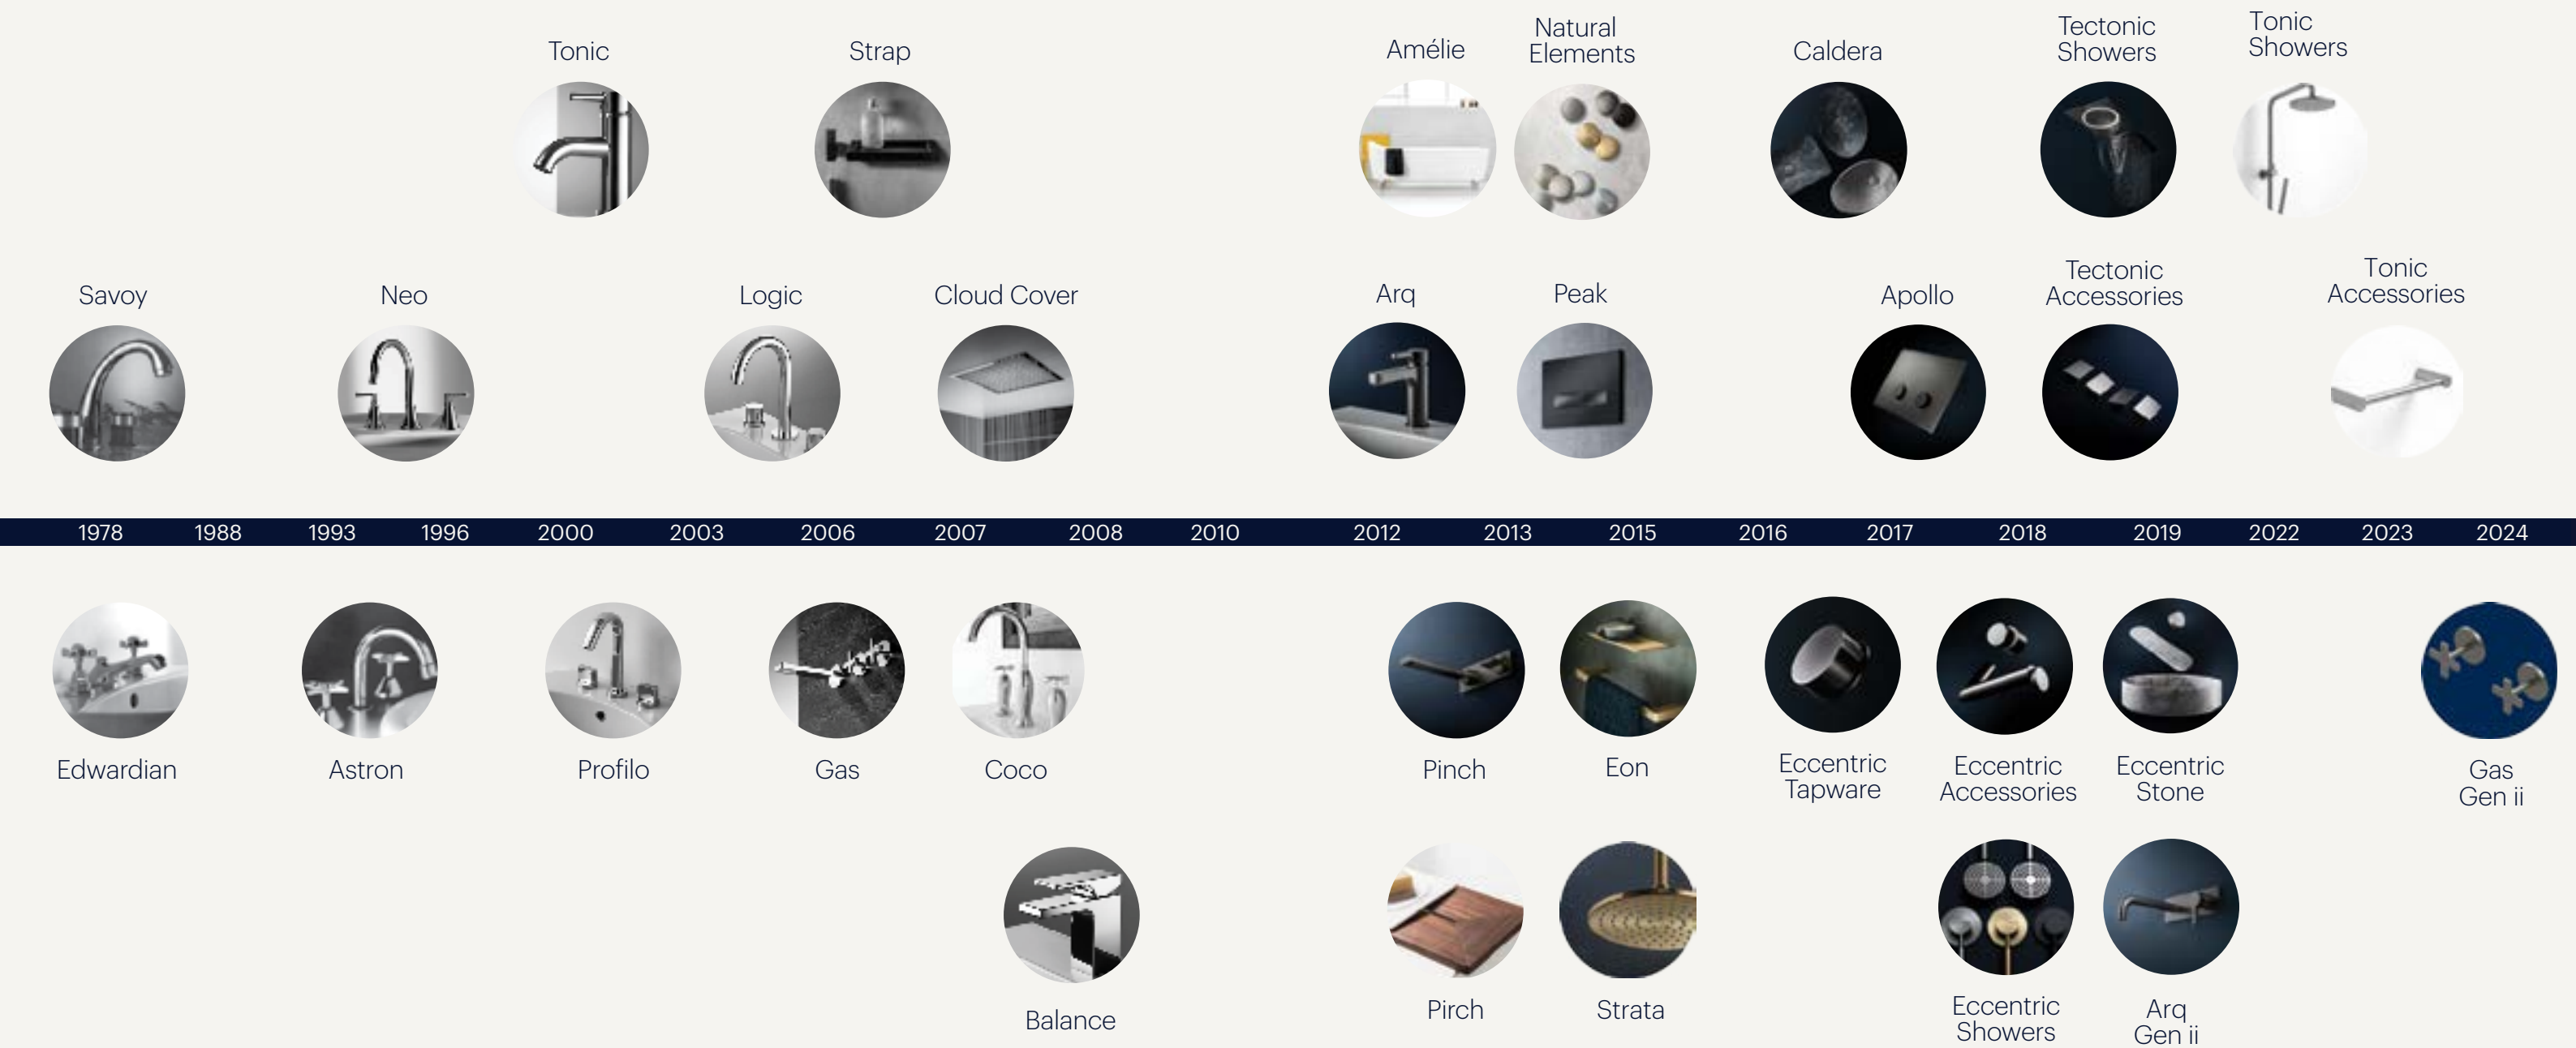 Tonic
Strap
Amélie
Natural
Elements
Caldera
Tectonic
Showers
Tonic
Showers
Savoy
Neo
Logic
Cloud Cover
Arq
Peak
Apollo
Tectonic
Accessories
Tonic
Accessories
1978 1988 1993 1996 2000 2003 2006 2007 2008 2010 2012 2013 2015 2016 2017 2018 2019 2022 2023 2024
Edwardian
Astron
Profilo
Gas
Coco
Pinch
Eon
Eccentric
Tapware
Eccentric
Accessories
Eccentric
Stone
Gas
Gen ii
Balance
Pirch
Strata
Eccentric
Showers
Arq
Gen ii